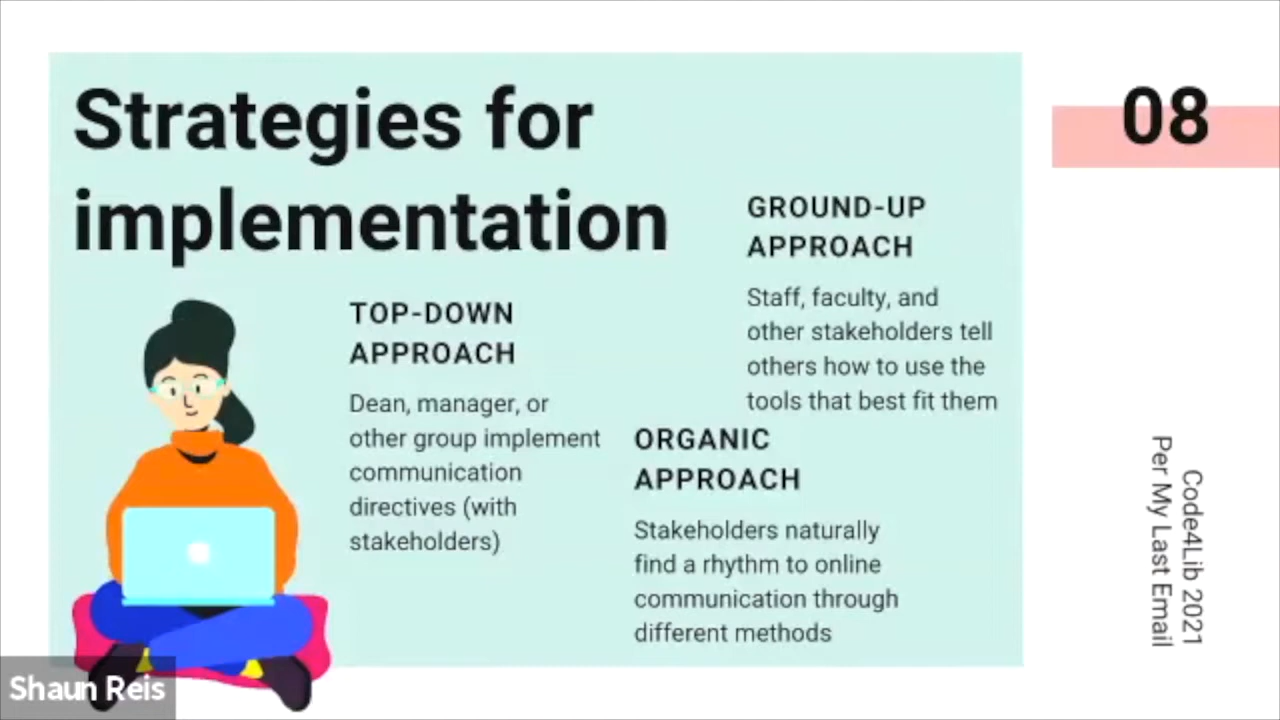 Strategies for
implementation
TOP-DOWN
APPROACH
Dean, manager, or
other group implement
communication
directives (with
stakeholders)
GROUND-UP
APPROACH
Staff, faculty, and
other stakeholders tell
others how to use the
tools that best fit them
ORGANIC
APPROACH
Stakeholders naturally
find a rhythm to online
communication through
different methods
08
Code4Lib 2021
Per My Last Email
Shaun Reis